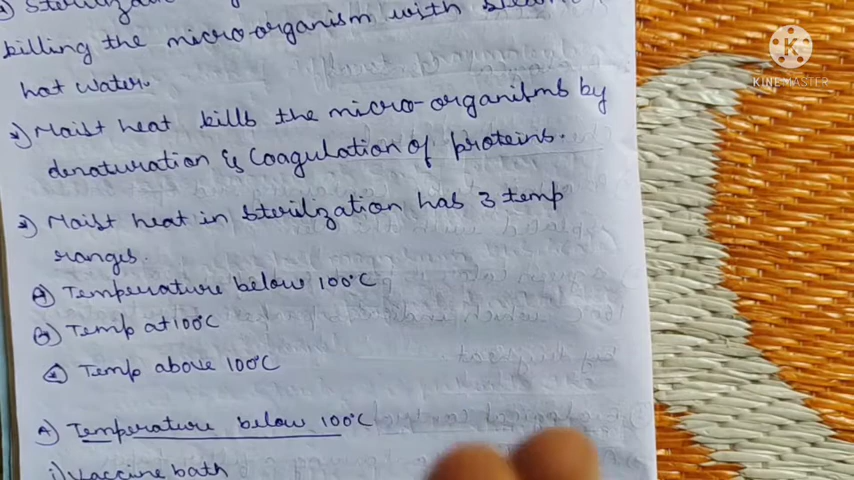 killing the micro-organism with
hot water.
Moist heat kills the micro-organisms by
denaturation & coagulation of proteins.
Moist heat in sterilization has 3 temp
ranges.
A) Temperature below 100°C
B) Temp at 100°C
C) Temp above 100°C
A) Temperature below 100°C
i) Vaccine bath
KINEMASTER